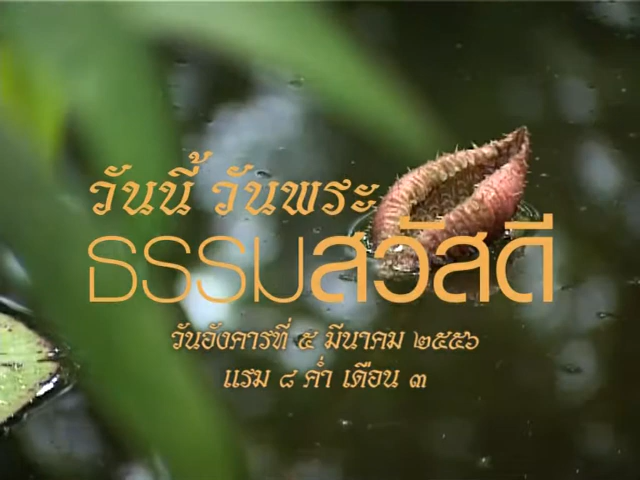 วันนี้ วันพระ
ธรรมสวัสดี
วันอังคารที่ ๕ มีนาคม ๒๕๕๖
แรม ๘ ค่ำ เดือน ๓